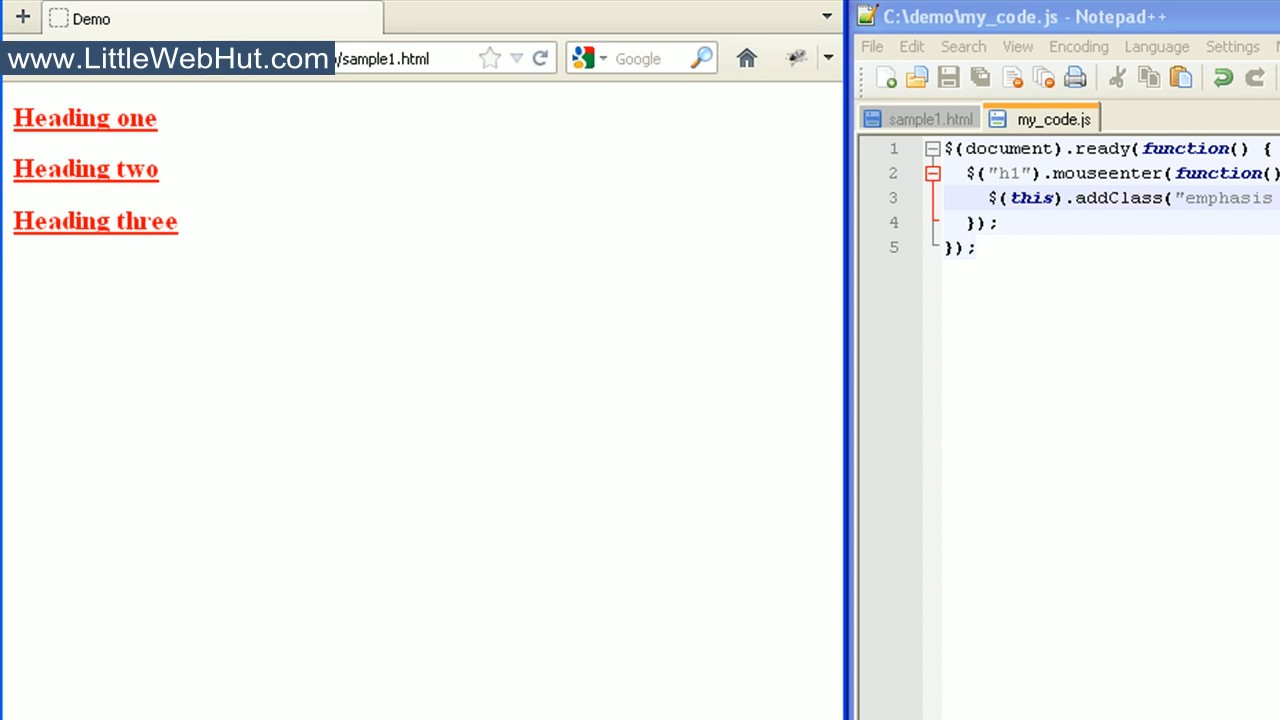 Demo
www.LittleWebHut.com
/sample1.html
Google
Heading one
Heading two
Heading three
C:\demo\my_code.js - Notepad++
File Edit Search View Encoding Language Settings
sample1.html my_code.js
1 $(document).ready(function() {
2 $("h1").mouseenter(function()
3 $(this).addClass("emphasis
4 });
5 });